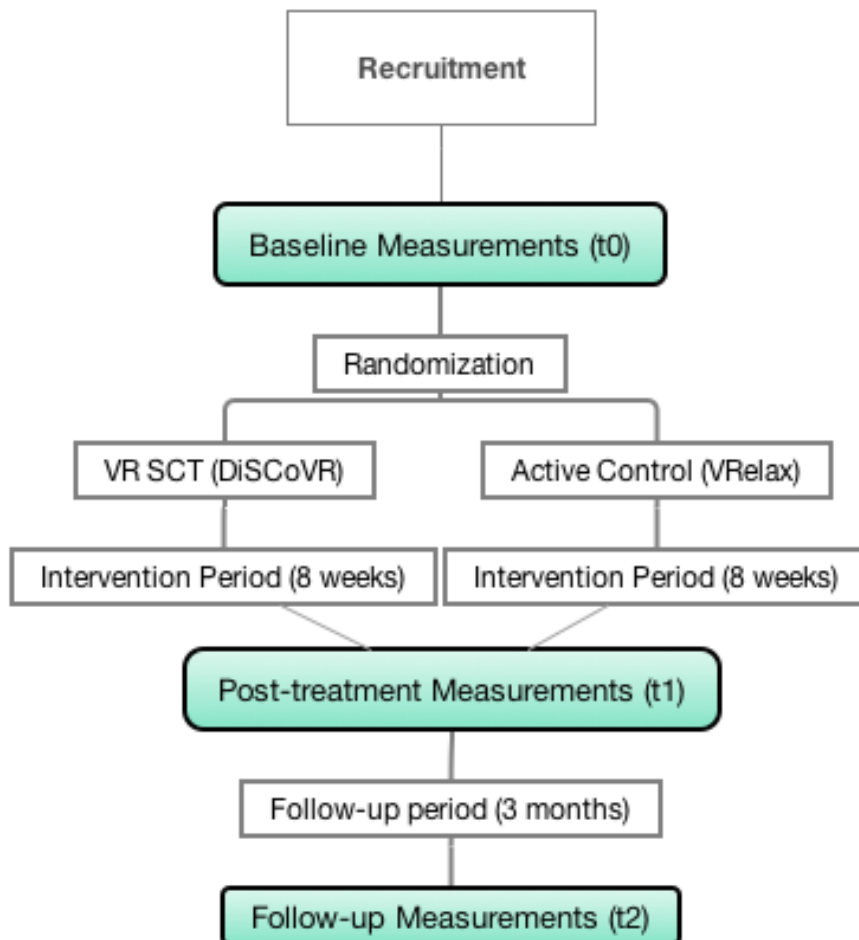 Recruitment
Baseline Measurements (t0)
Randomization
VR SCT (DiSCoVR)
Active Control (VRelax)
Intervention Period (8 weeks)
Intervention Period (8 weeks)
Post-treatment Measurements (t1)
Follow-up period (3 months)
Follow-up Measurements (t2)